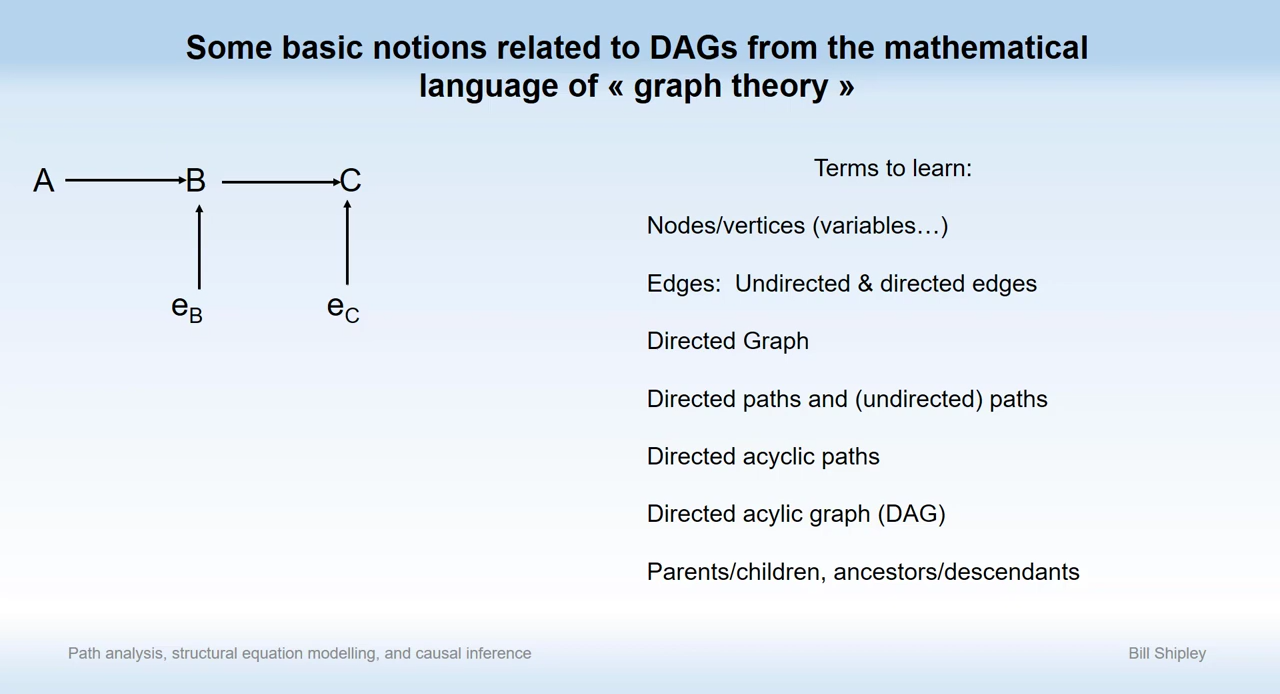 Some basic notions related to DAGs from the mathematical
language of « graph theory »
A B C
e_B e_C
Terms to learn:
Nodes/vertices (variables…)
Edges: Undirected & directed edges
Directed Graph
Directed paths and (undirected) paths
Directed acyclic paths
Directed acylic graph (DAG)
Parents/children, ancestors/descendants
Path analysis, structural equation modelling, and causal inference
Bill Shipley